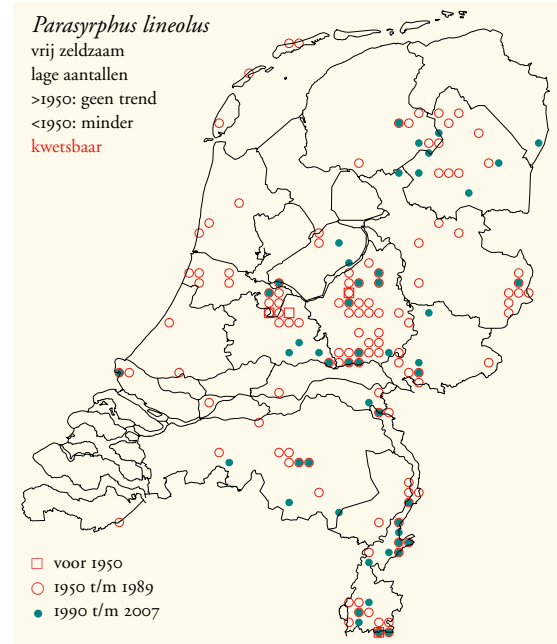 Parasyrphus lineolus
vrij zeldzaam
lage aantallen
>1950: geen trend
<1950: minder
kwetsbaar
voor 1950
1950 t/m 1989
1990 t/m 2007